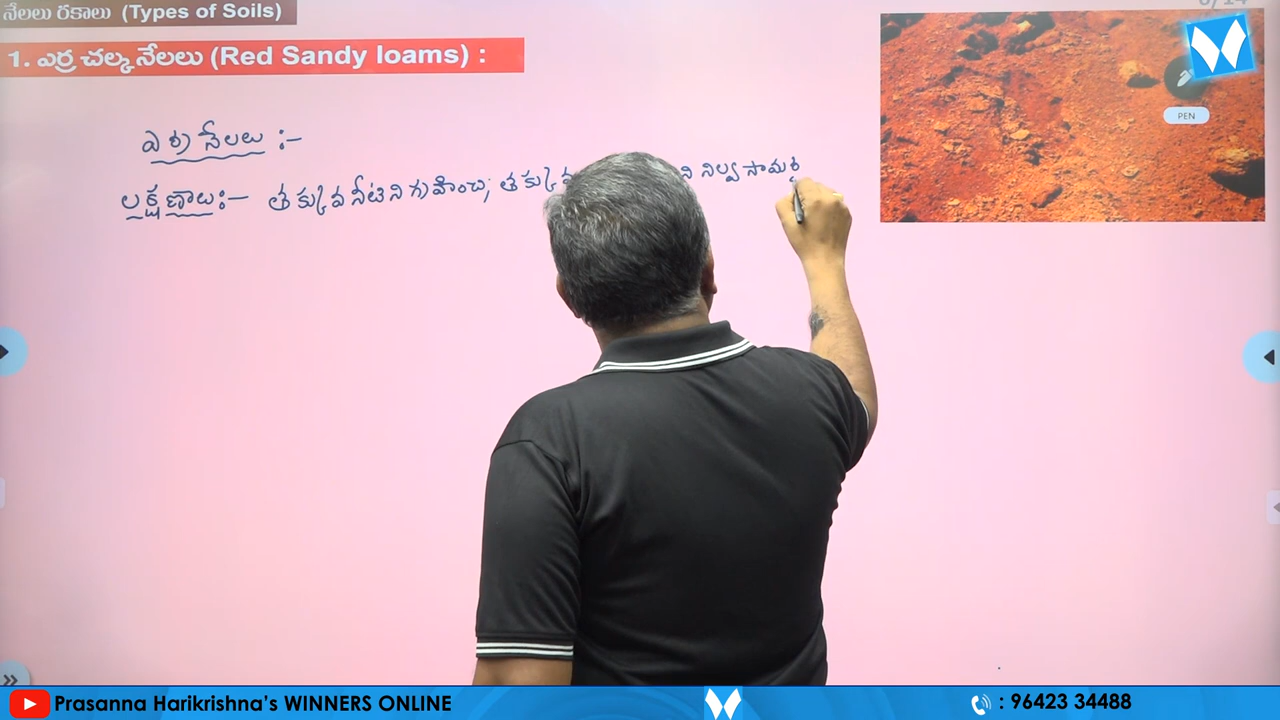 నేలలు రకాలు (Types of Soils)
1. ఎర్ర చల్క నేలలు (Red Sandy loams) :
PEN
ఎర్ర నేలలు :-
లక్షణాలు :- తక్కువ నీటిని గ్రహించి; తక్కువ ని నిల్వ సామర్థ
Prasanna Harikrishna's WINNERS ONLINE
: 96423 34488